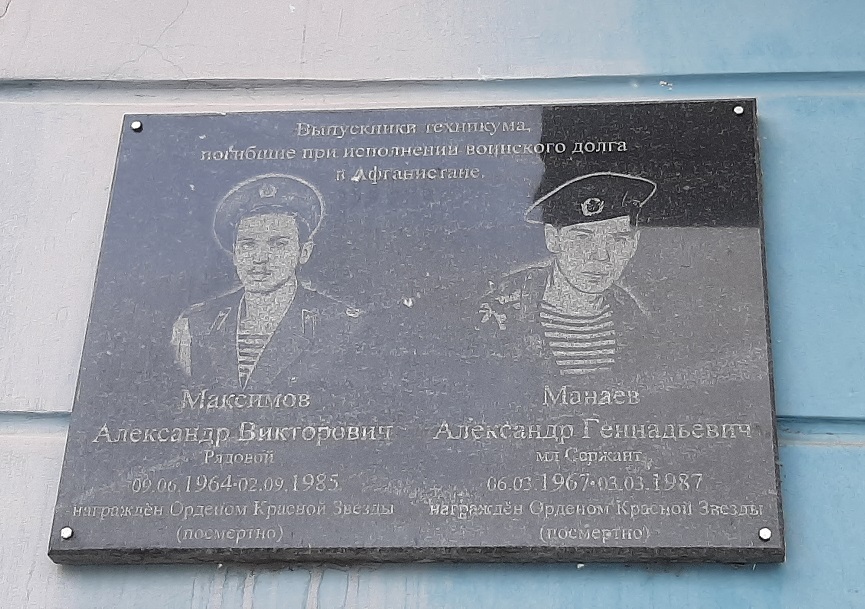 Выпускники техникума,
погибшие при исполнении воинского долга
в Афганистане.
Максимов
Александр Викторович
Рядовой
09.06.1964-02.09.1985
награждён Орденом Красной Звезды
(посмертно)
Манаев
Александр Геннадьевич
мл Сержант
06.03.1967-03.03.1987
награждён Орденом Красной Звезды
(посмертно)